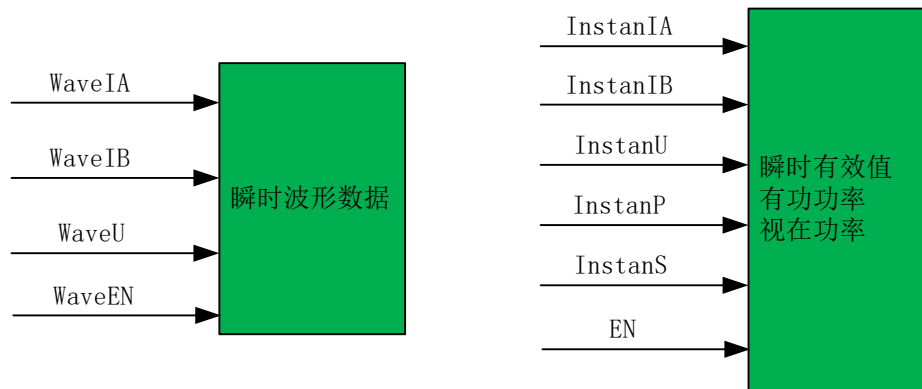 WaveIA
WaveIB
WaveU
WaveEN
瞬时波形数据
InstanIA
InstanIB
InstanU
InstanP
InstanS
EN
瞬时有效值
有功功率
视在功率